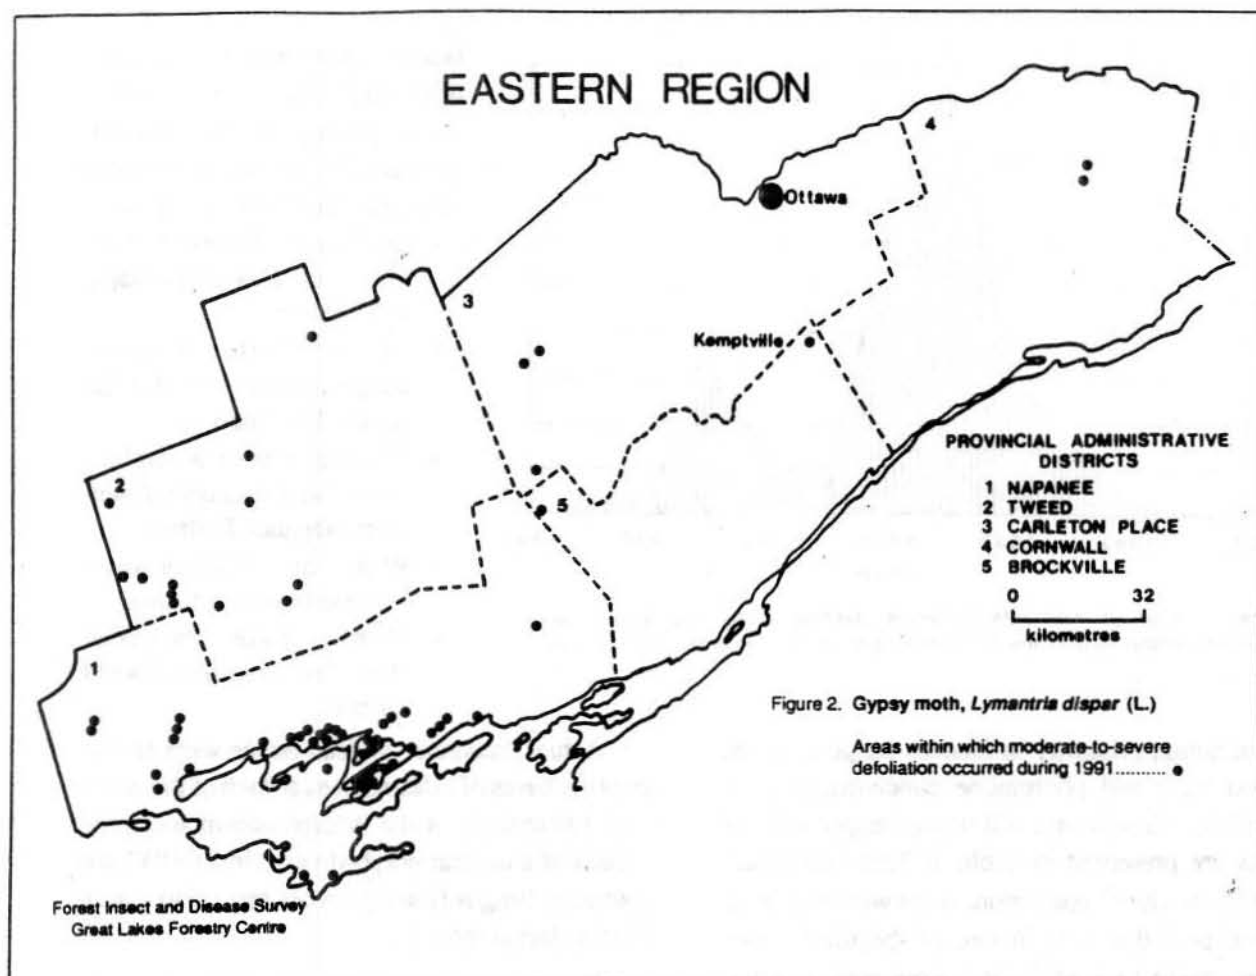 EASTERN REGION
4
Ottawa
3
Kemptville
2
5
1
PROVINCIAL ADMINISTRATIVE
DISTRICTS
1 NAPANEE
2 TWEED
3 CARLETON PLACE
4 CORNWALL
5 BROCKVILLE
0 32
kilometres
Figure 2. Gypsy moth, Lymantria dispar (L.)
Areas within which moderate-to-severe
defoliation occurred during 1991..........
Forest Insect and Disease Survey
Great Lakes Forestry Centre